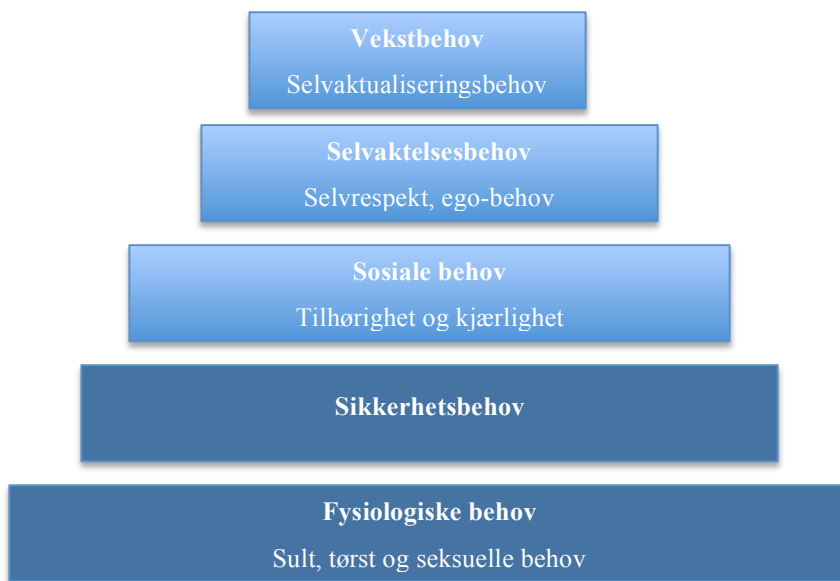 Vekstbehov
Selvaktualiseringsbehov
Selvaktelsesbehov
Selvrespekt, ego-behov
Sosiale behov
Tilhørighet og kjærlighet
Sikkerhetsbehov
Fysiologiske behov
Sult, tørst og seksuelle behov